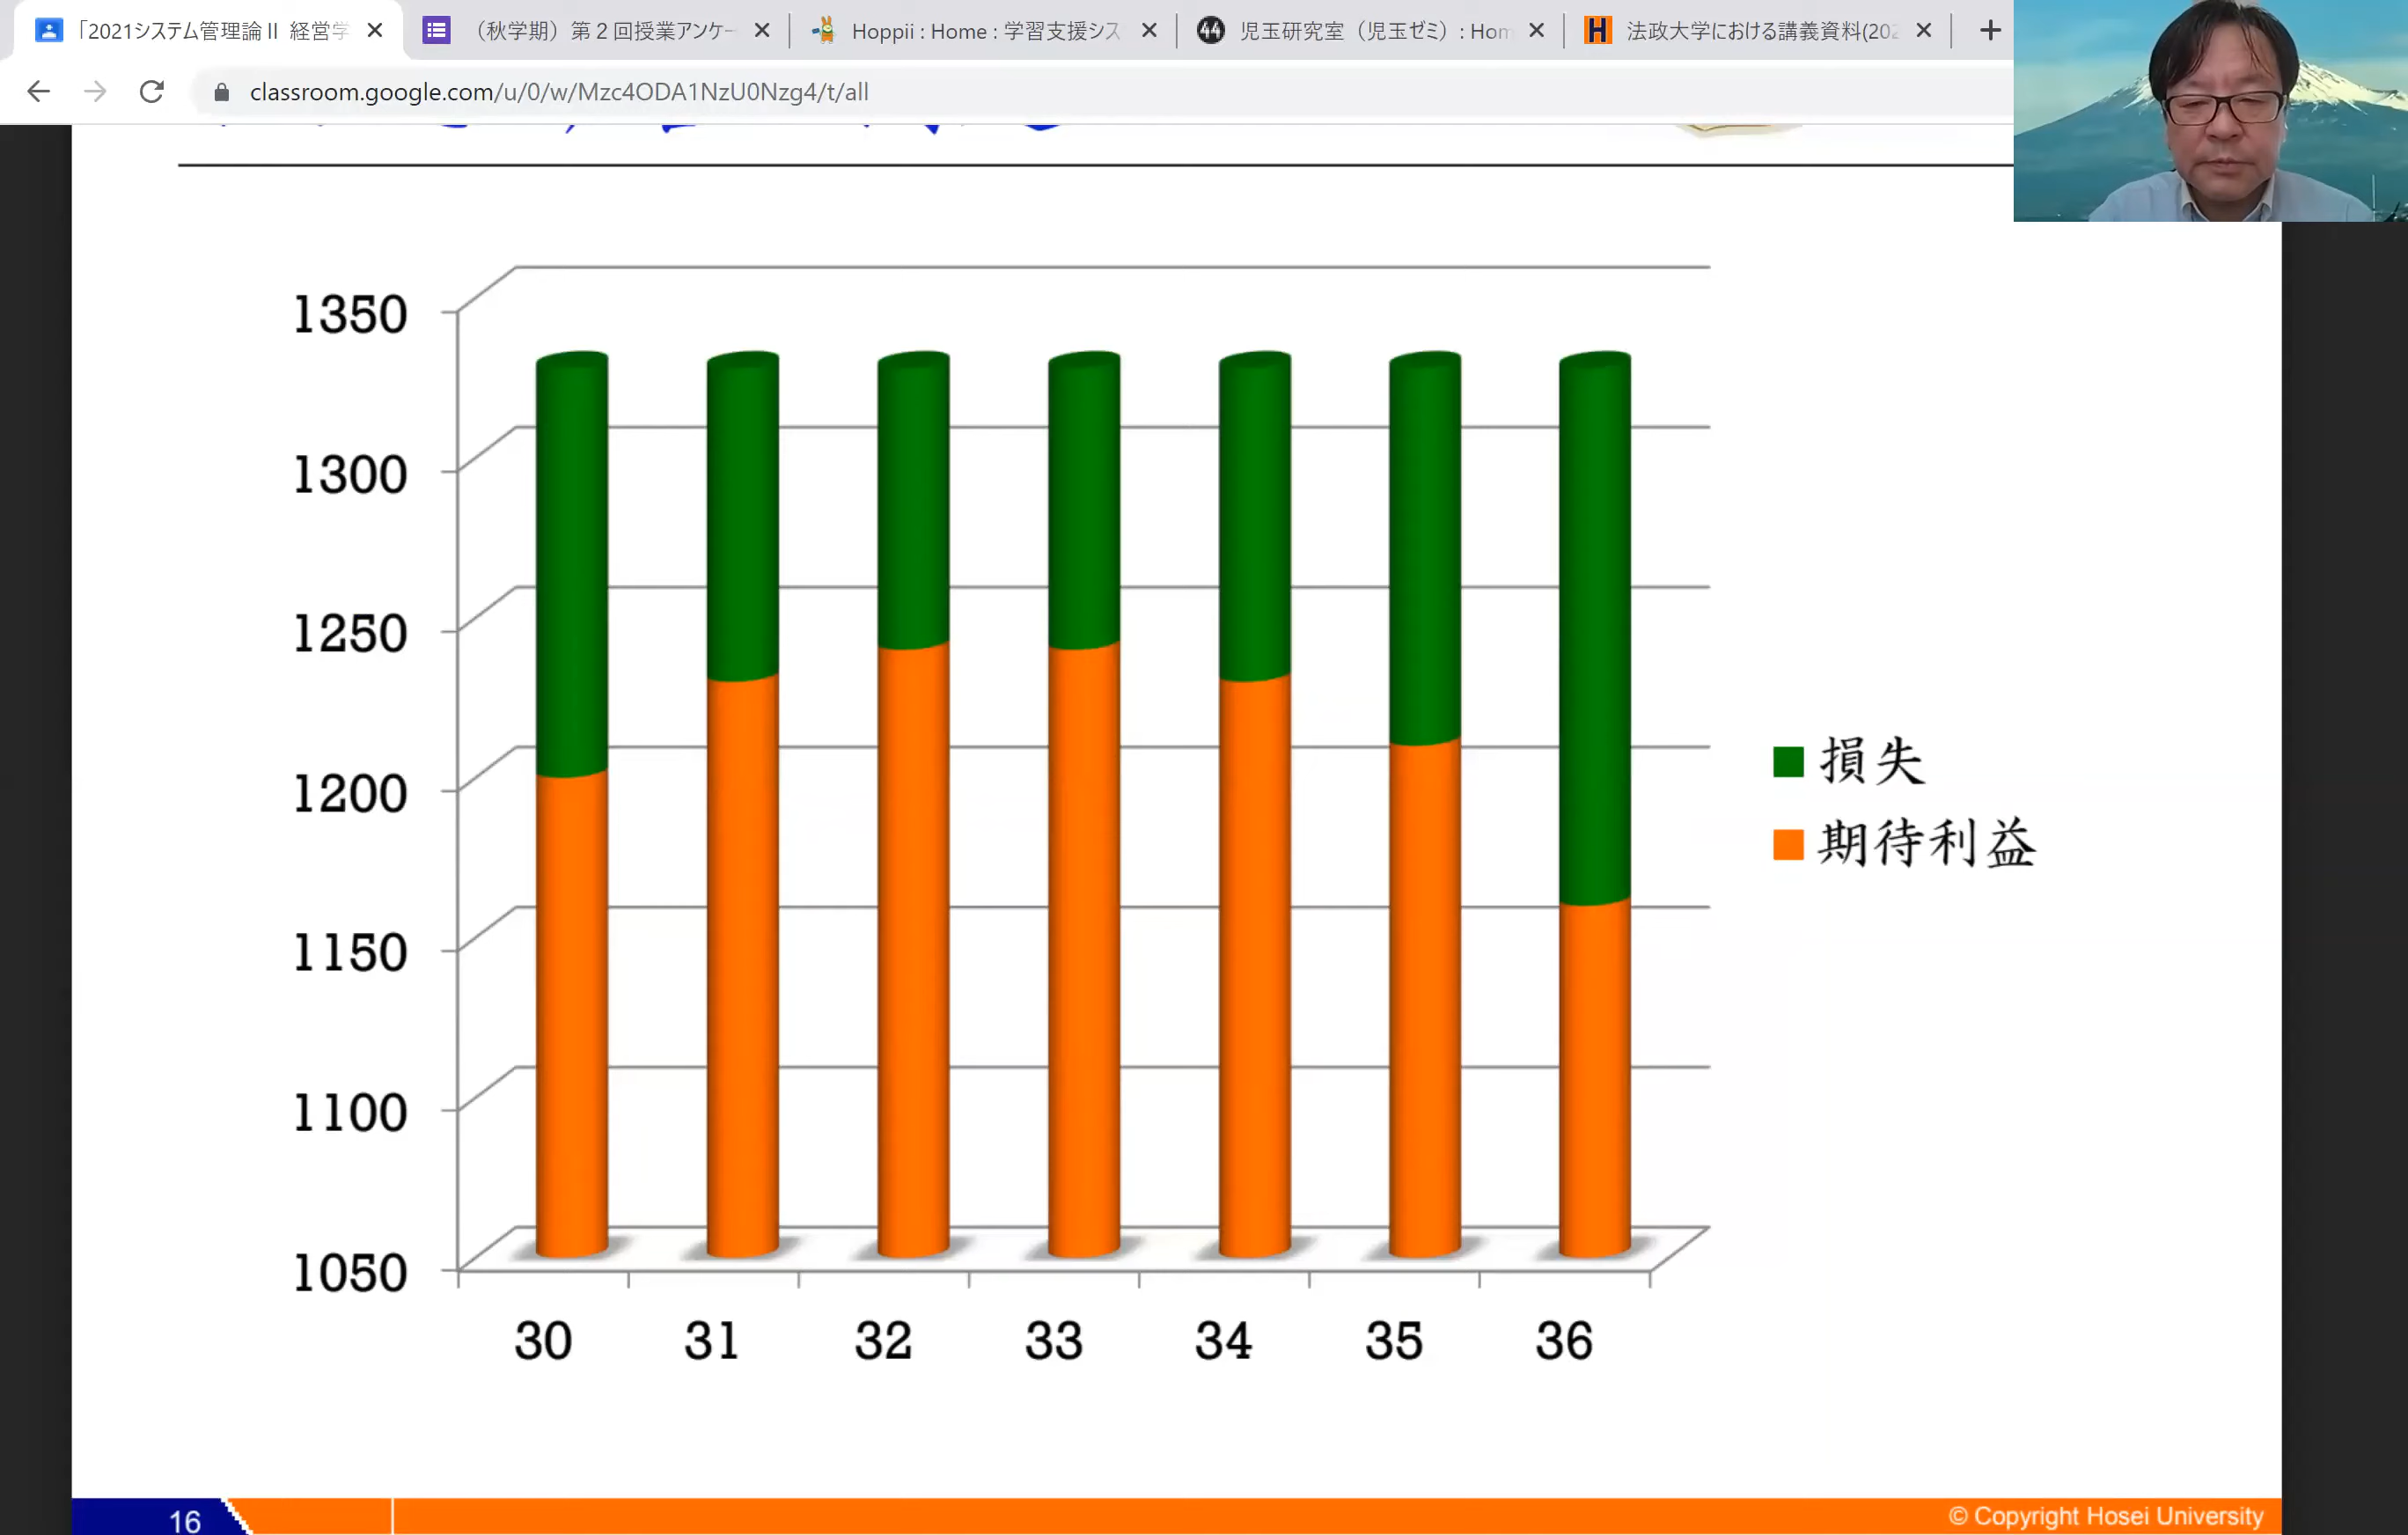 「2021システム管理論 II 経営学
（秋学期）第２回授業アンケー
Hoppii : Home : 学習支援シス
児玉研究室（児玉ゼミ）: Hom
法政大学における講義資料(202
classroom.google.com/u/0/w/Mzc4ODA1NzU0Nzg4/t/all
1350
1300
1250
1200
1150
1100
1050
30 31 32 33 34 35 36
損失
期待利益
16
© Copyright Hosei University